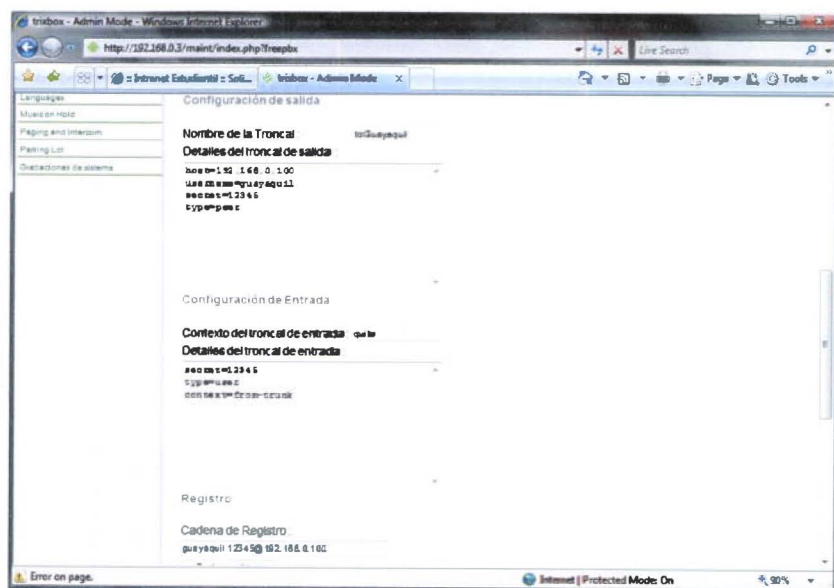 trixbox - Admin Mode - Windows Internet Explorer
http://192.168.0.3/maint/index.php?freepbx
Live Search
:: Intranet Estudiantil :: Soli...
trixbox - Admin Mode
Page
Tools
Languages
Music on Hold
Paging and Intercom
Parking Lot
Grabaciones de sistema
Configuración de salida
Nombre de la Troncal: toGuayaquil
Detalles del troncal de salida
host=192.168.0.100
username=guayaquil
secret=12345
type=peer
Configuración de Entrada
Contexto del troncal de entrada: quito
Detalles del troncal de entrada
secret=12345
type=user
context=from-trunk
Registro
Cadena de Registro:
guayaquil:12345@192.168.0.100
Error on page.
Internet | Protected Mode: On
90%